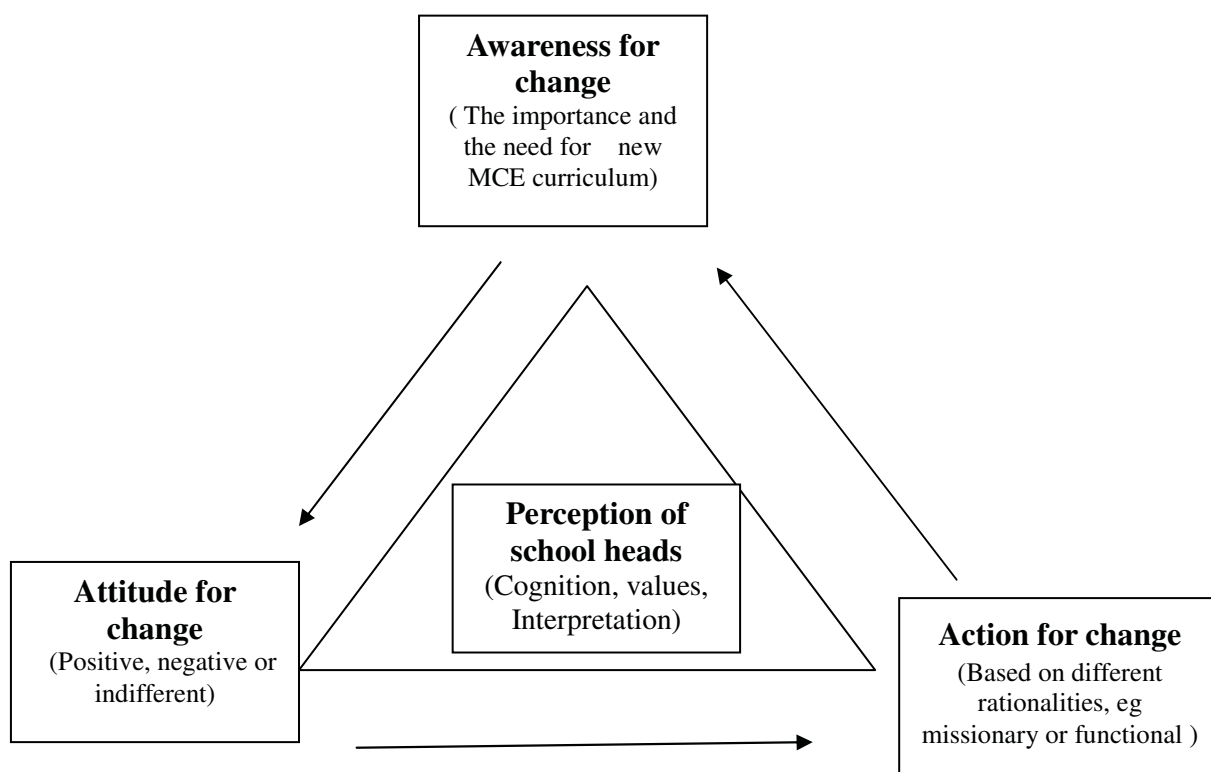 Awareness for
change
( The importance and
the need for new
MCE curriculum)
Perception of
school heads
(Cognition, values,
Interpretation)
Attitude for
change
(Positive, negative or
indifferent)
Action for change
(Based on different
rationalities, eg
missionary or functional )